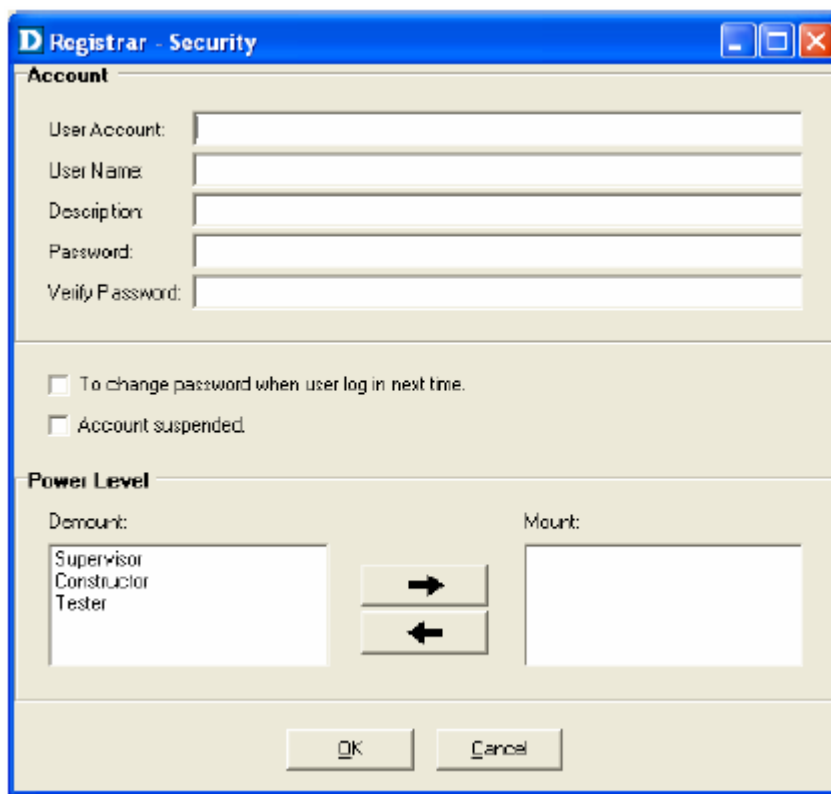 D Registrar - Security
Account
User Account:
User Name:
Description:
Password:
Verify Password:
To change password when user log in next time.
Account suspended.
Power Level
Demount:
Mount:
Supervisor
Constructor
Tester
OK
Cancel